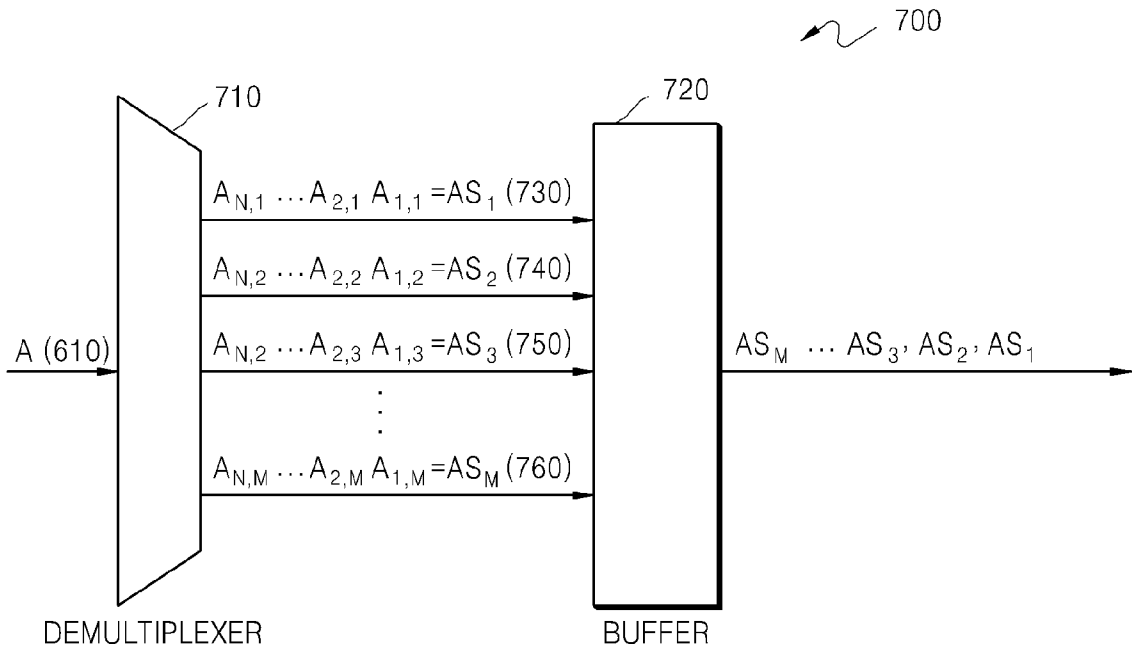 700
710
720
A_{N,1} ... A_{2,1} A_{1,1} =AS_1 (730)
A_{N,2} ... A_{2,2} A_{1,2} =AS_2 (740)
A (610)
A_{N,2} ... A_{2,3} A_{1,3} =AS_3 (750)
AS_M ... AS_3, AS_2, AS_1
A_{N,M} ... A_{2,M} A_{1,M} =AS_M (760)
DEMULTIPLEXER
BUFFER